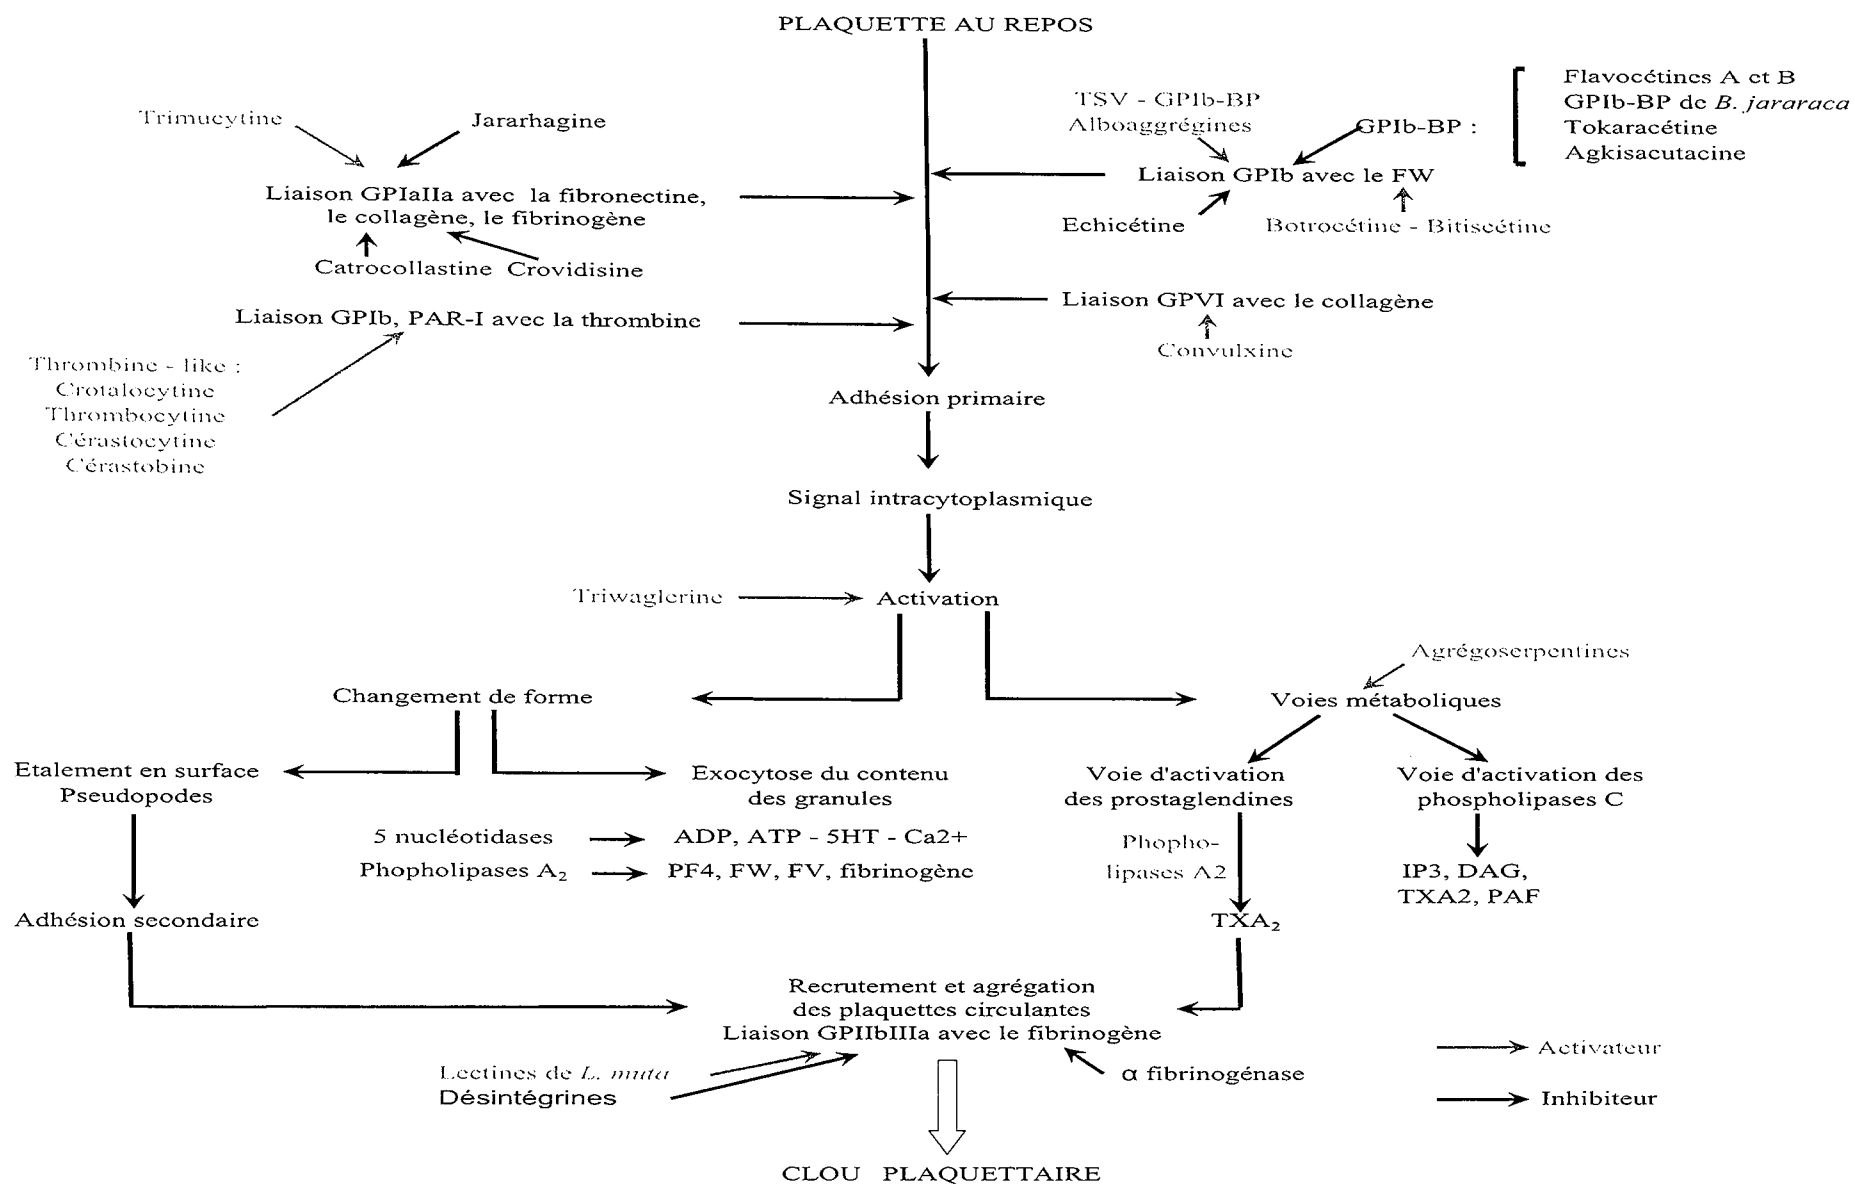 PLAQUETTE AU REPOS
Trimucytine
Jararhagine
TSV - GPIb-BP
Alboaggrégines
GPIb-BP :
Flavocétines A et B
GPIb-BP de B. jararaca
Tokaracétine
Agkisacutacine
Liaison GPIaIIa avec la fibronectine,
le collagène, le fibrinogène
Liaison GPIb avec le FW
Echicétine
Botrocétine - Bitiscétine
Catrocollastine Crovidisine
Liaison GPIb, PAR-I avec la thrombine
Liaison GPVI avec le collagène
Convulxine
Thrombine - like :
Crotalocytine
Thrombocytine
Cérastocytine
Cérastobine
Adhésion primaire
Signal intracytoplasmique
Triwaglerine
Activation
Agrégoserpentines
Changement de forme
Voies métaboliques
Etalement en surface
Pseudopodes
Exocytose du contenu
des granules
Voie d'activation
des prostaglendines
Voie d'activation des
phospholipases C
5 nucléotidases
ADP, ATP - 5HT - Ca2+
Phopholipases A₂
PF4, FW, FV, fibrinogène
Phopho-
lipases A2
IP3, DAG,
TXA2, PAF
Adhésion secondaire
TXA₂
Recrutement et agrégation
des plaquettes circulantes
Liaison GPIIbIIIa avec le fibrinogène
Lectines de L. muta
Désintégrines
α fibrinogénase
Activateur
Inhibiteur
CLOU PLAQUETTAIRE